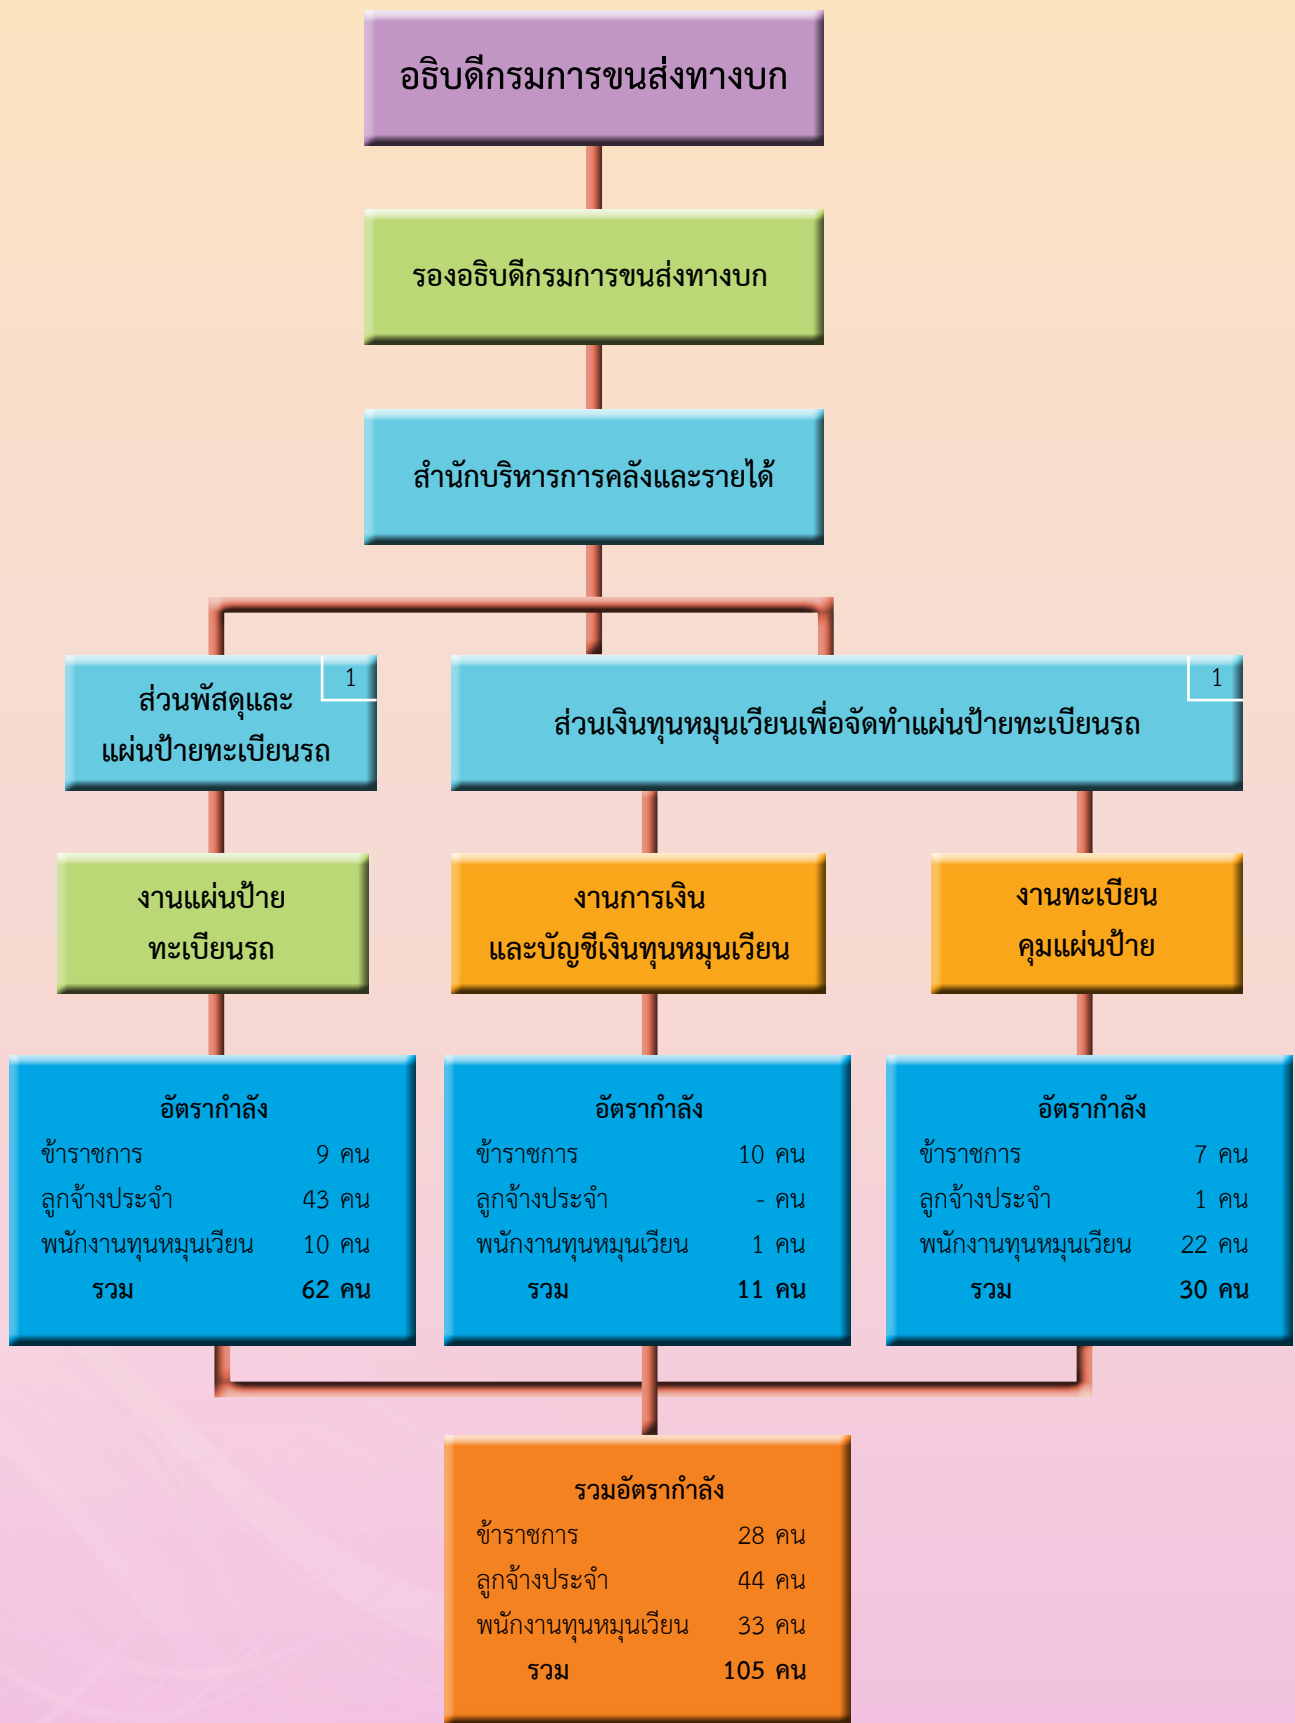 อธิบดีกรมการขนส่งทางบก
รองอธิบดีกรมการขนส่งทางบก
สำนักบริหารการคลังและรายได้
1
ส่วนพัสดุและ
แผ่นป้ายทะเบียนรถ
1
ส่วนเงินทุนหมุนเวียนเพื่อจัดทำแผ่นป้ายทะเบียนรถ
งานแผ่นป้าย
ทะเบียนรถ
งานการเงิน
และบัญชีเงินทุนหมุนเวียน
งานทะเบียน
คุมแผ่นป้าย
อัตรากำลัง
ข้าราชการ 9 คน
ลูกจ้างประจำ 43 คน
พนักงานทุนหมุนเวียน 10 คน
รวม 62 คน
อัตรากำลัง
ข้าราชการ 10 คน
ลูกจ้างประจำ - คน
พนักงานทุนหมุนเวียน 1 คน
รวม 11 คน
อัตรากำลัง
ข้าราชการ 7 คน
ลูกจ้างประจำ 1 คน
พนักงานทุนหมุนเวียน 22 คน
รวม 30 คน
รวมอัตรากำลัง
ข้าราชการ 28 คน
ลูกจ้างประจำ 44 คน
พนักงานทุนหมุนเวียน 33 คน
รวม 105 คน